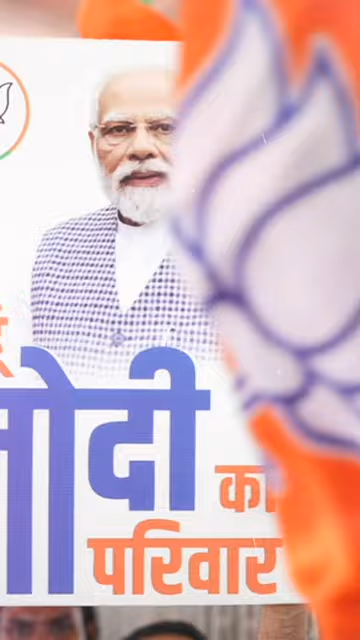 मोदी
का
परिवार